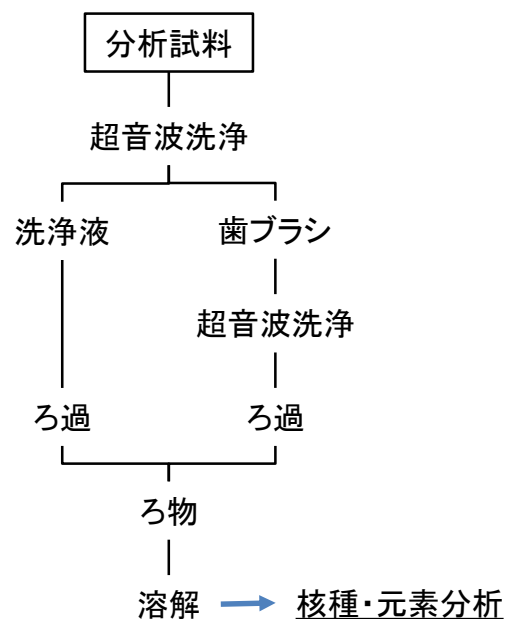 分析試料
超音波洗浄
洗浄液 歯ブラシ
超音波洗浄
ろ過 ろ過
ろ物
溶解 核種・元素分析